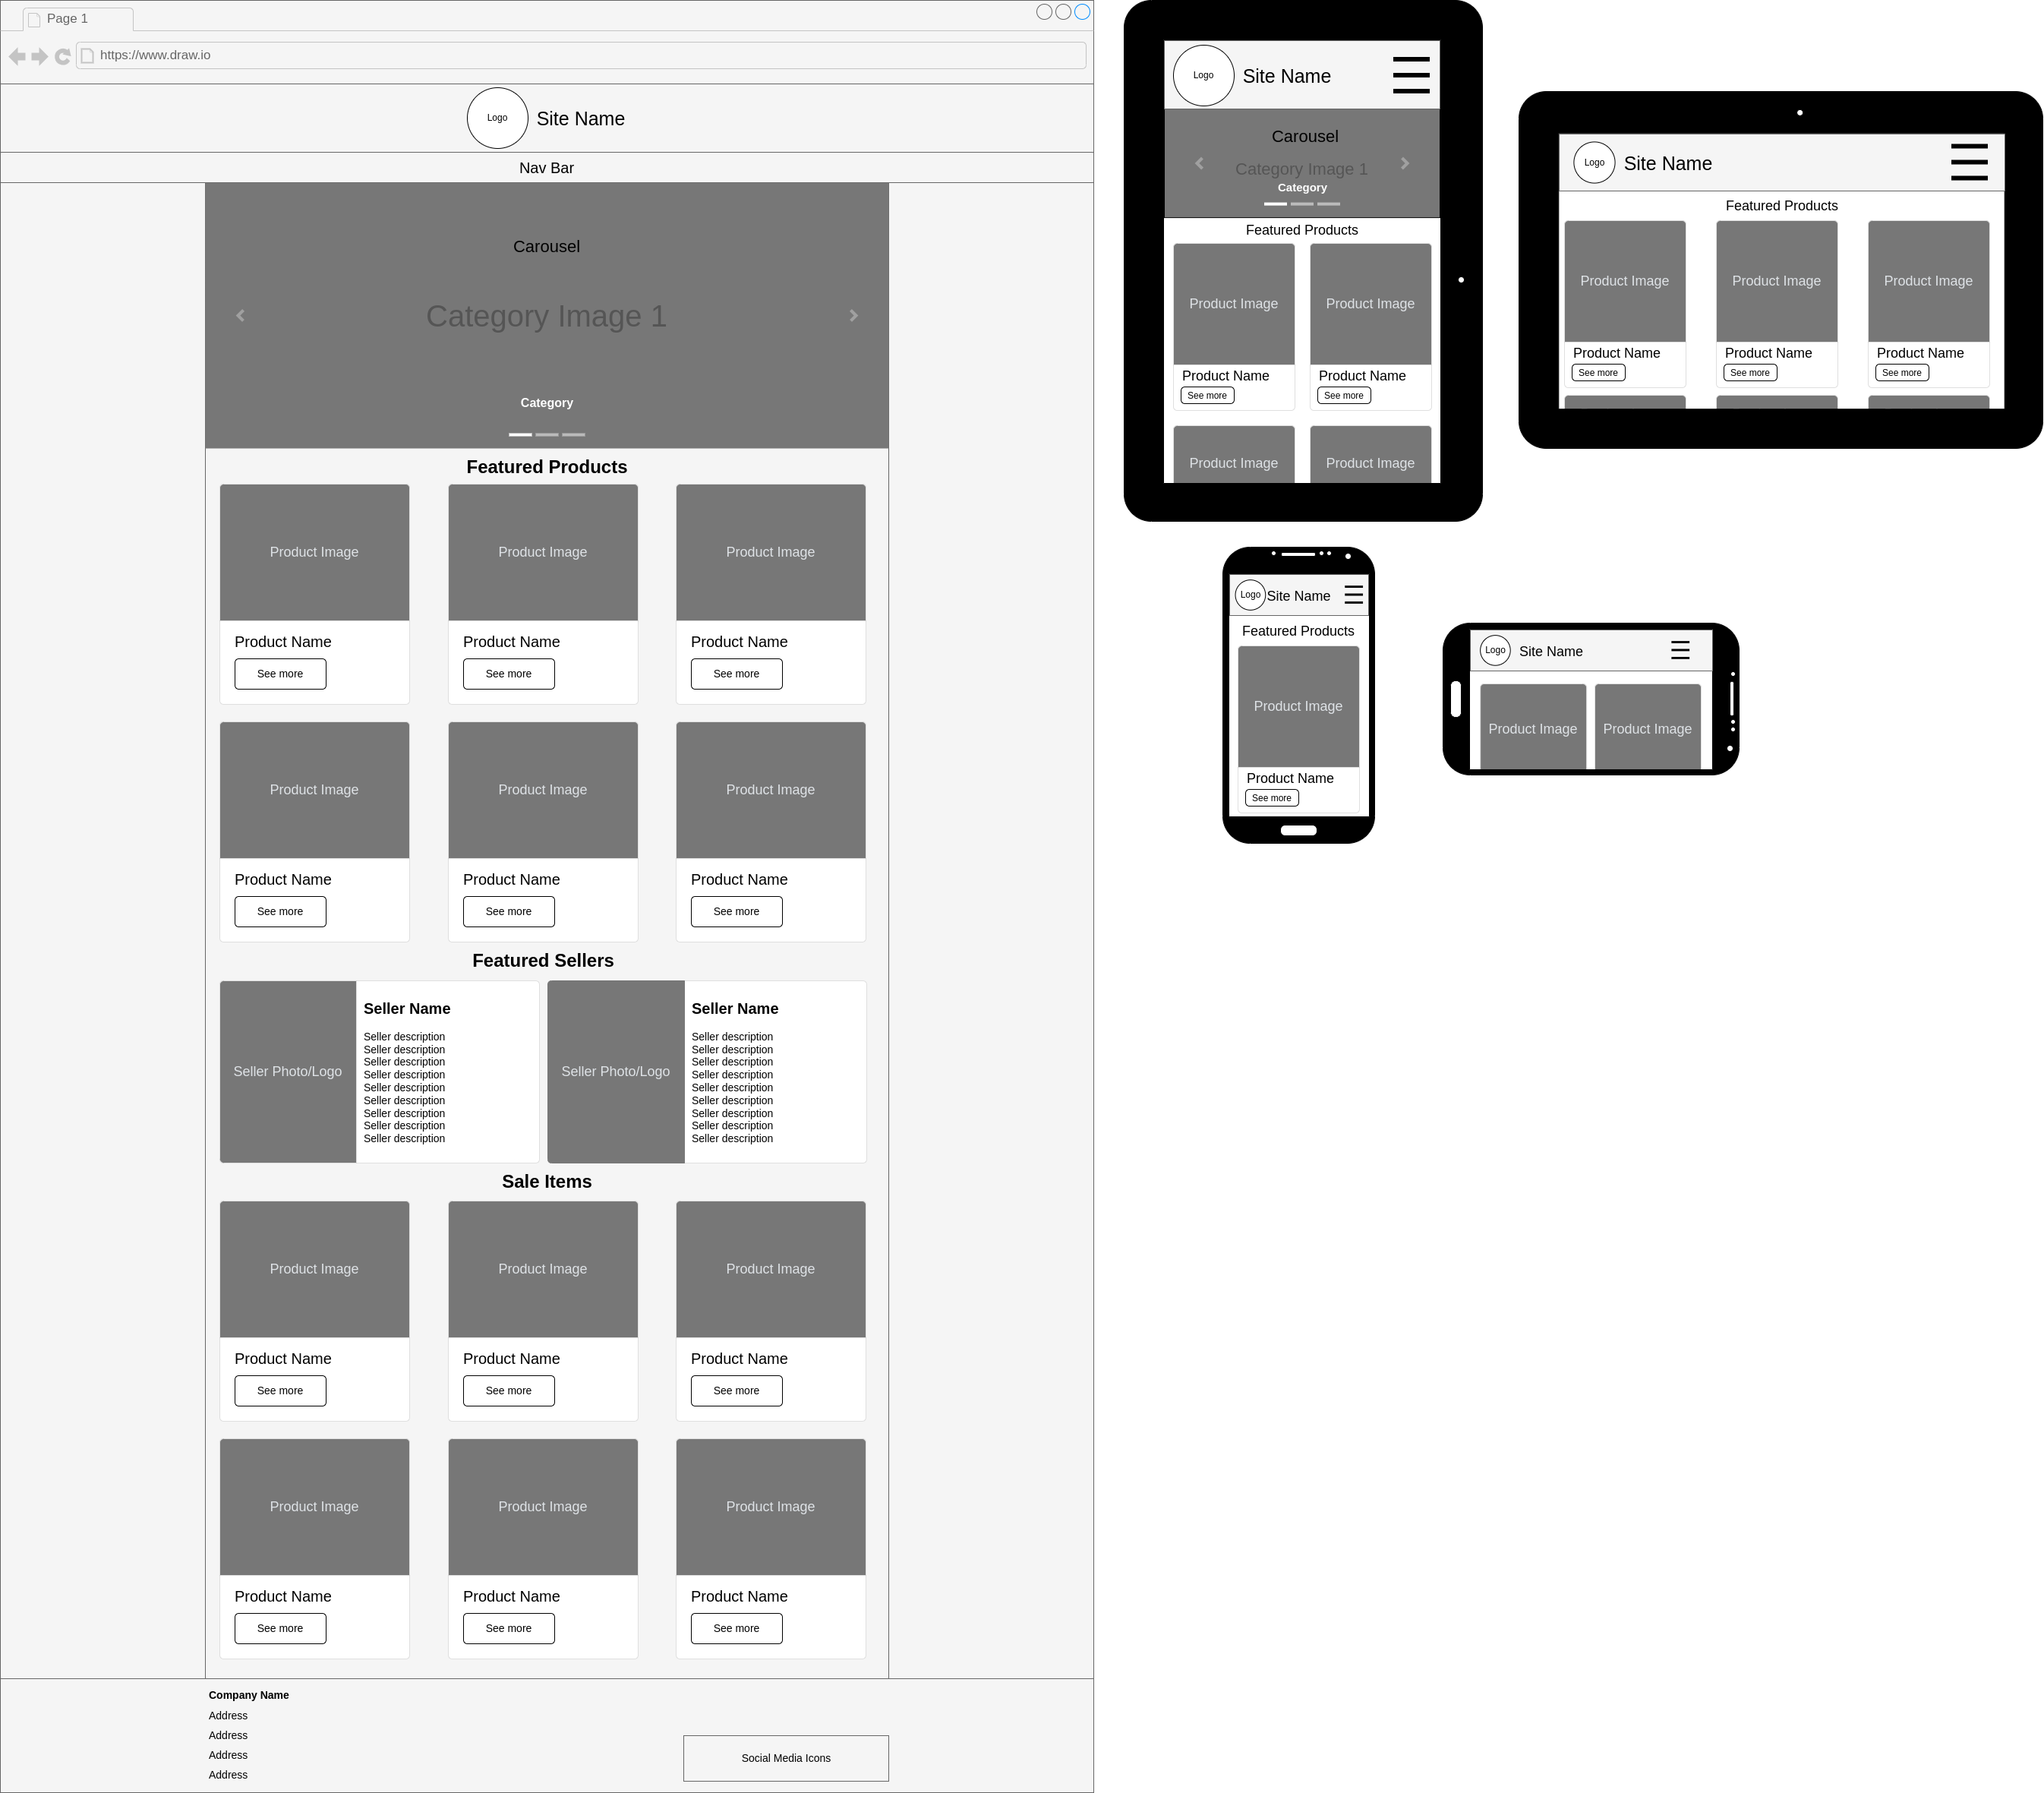 Page 1
https://www.draw.io
Logo
Site Name
Nav Bar
Carousel
Category Image 1
Category
Featured Products
Product Image
Product Image
Product Image
Product Name
Product Name
Product Name
See more
See more
See more
Product Image
Product Image
Product Image
Product Name
Product Name
Product Name
See more
See more
See more
Featured Sellers
Seller Photo/Logo
Seller Name
Seller description
Seller description
Seller description
Seller description
Seller description
Seller description
Seller description
Seller description
Seller description
Seller Photo/Logo
Seller Name
Seller description
Seller description
Seller description
Seller description
Seller description
Seller description
Seller description
Seller description
Seller description
Sale Items
Product Image
Product Image
Product Image
Product Name
Product Name
Product Name
See more
See more
See more
Product Image
Product Image
Product Image
Product Name
Product Name
Product Name
See more
See more
See more
Company Name
Address
Address
Address
Address
Social Media Icons
Logo
Site Name
Carousel
Category Image 1
Category
Featured Products
Product Image
Product Image
Product Name
Product Name
See more
See more
Product Image
Product Image
Logo
Site Name
Featured Products
Product Image
Product Image
Product Image
Product Name
Product Name
Product Name
See more
See more
See more
Logo
Site Name
Featured Products
Product Image
Product Name
See more
Logo
Site Name
Product Image
Product Image